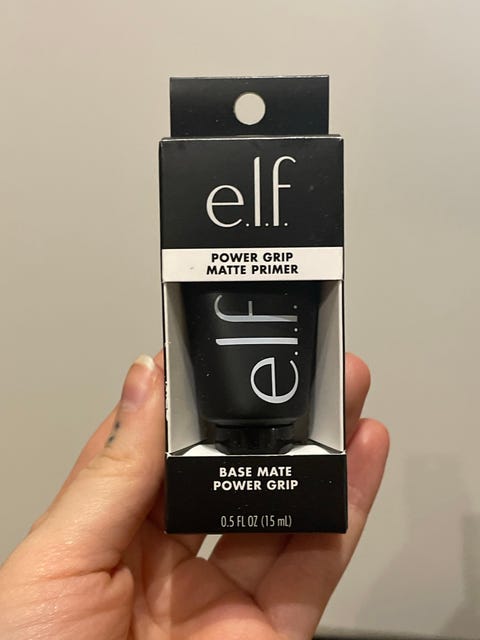 e.l.f.
POWER GRIP
MATTE PRIMER
e.l.f.
BASE MATE
POWER GRIP
0.5 FL OZ (15 mL)